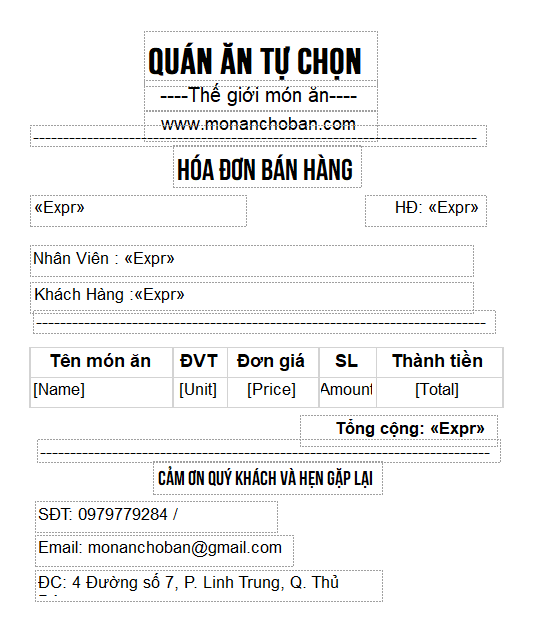 QUÁN ĂN TỰ CHỌN
----Thế giới món ăn----
www.monanchoban.com
HÓA ĐƠN BÁN HÀNG
«Expr» HĐ: «Expr»
Nhân Viên : «Expr»
Khách Hàng :«Expr»
Tên món ăn ĐVT Đơn giá SL Thành tiền
[Name] [Unit] [Price] Amount [Total]
Tổng cộng: «Expr»
CẢM ƠN QUÝ KHÁCH VÀ HẸN GẶP LẠI
SĐT: 0979779284 /
Email: monanchoban@gmail.com
ĐC: 4 Đường số 7, P. Linh Trung, Q. Thủ